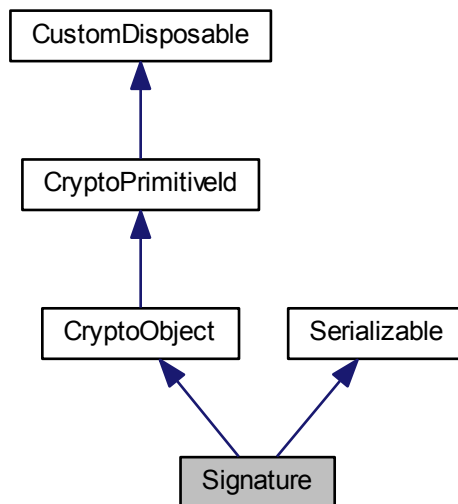 CustomDisposable
CryptoPrimitiveId
CryptoObject
Serializable
Signature